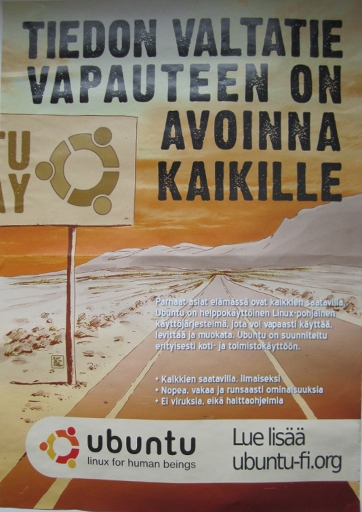 TIEDON VALTATIE
VAPAUTEEN ON
AVOINNA
KAIKILLE
TU
AY
Parhaat asiat elämässä ovat kaikkien saatavilla.
Ubuntu on helppokäyttöinen Linux-pohjainen
käyttöjärjestelmä, jota voi vapaasti käyttää,
levittää ja muokata. Ubuntu on suunniteltu
erityisesti koti- ja toimistokäyttöön.
• Kaikkien saatavilla, ilmaiseksi
• Nopea, vakaa ja runsaasti ominaisuuksia
• Ei viruksia, eikä haittaohjelmia
ubuntu
linux for human beings
Lue lisää
ubuntu-fi.org